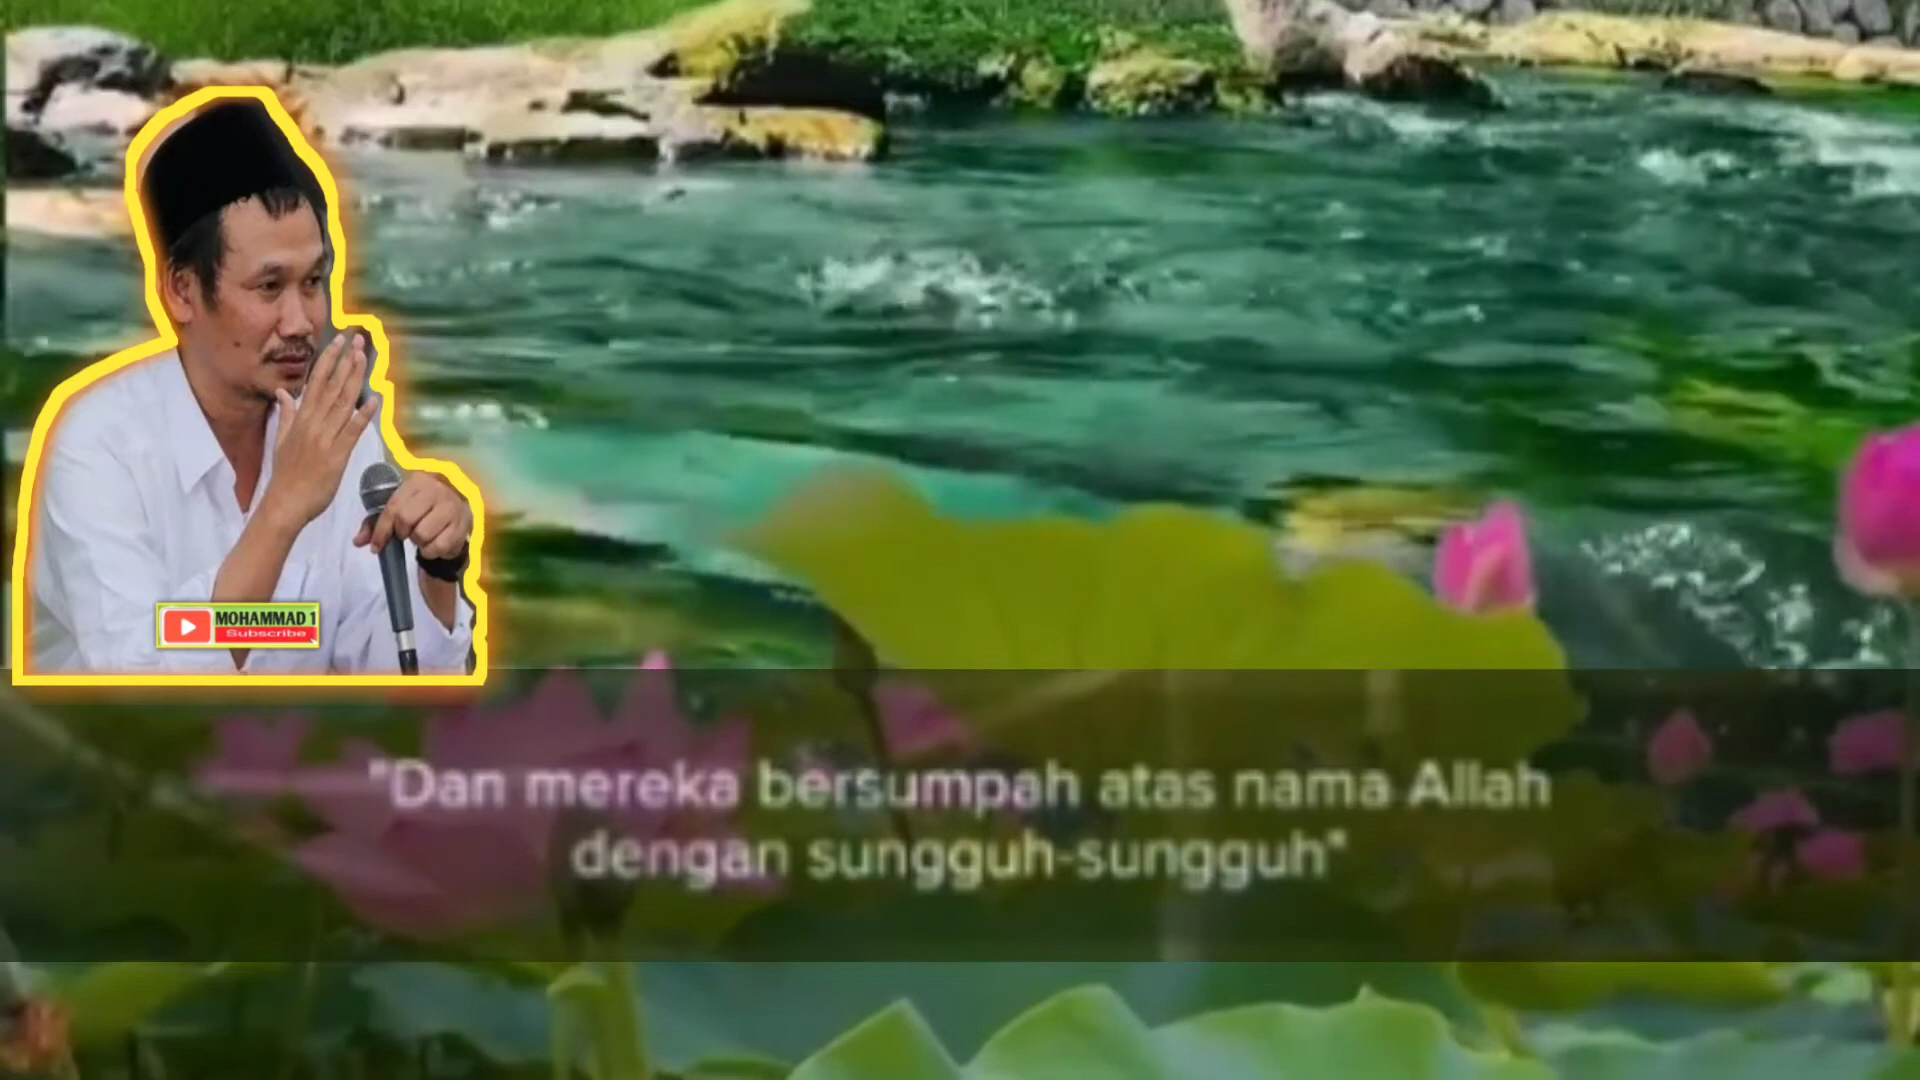 MOHAMMAD 1
Subscribe
"Dan mereka bersumpah atas nama Allah
dengan sungguh-sungguh"